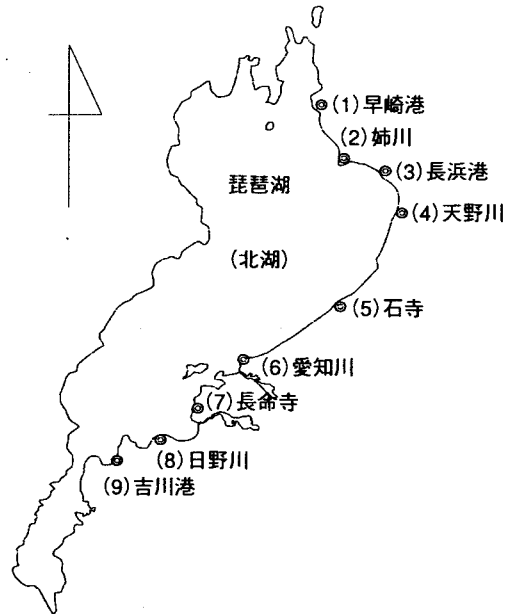 (1)早崎港
(2)姉川
(3)長浜港
琵琶湖
(4)天野川
(北湖)
(5)石寺
(6)愛知川
(7)長命寺
(8)日野川
(9)吉川港